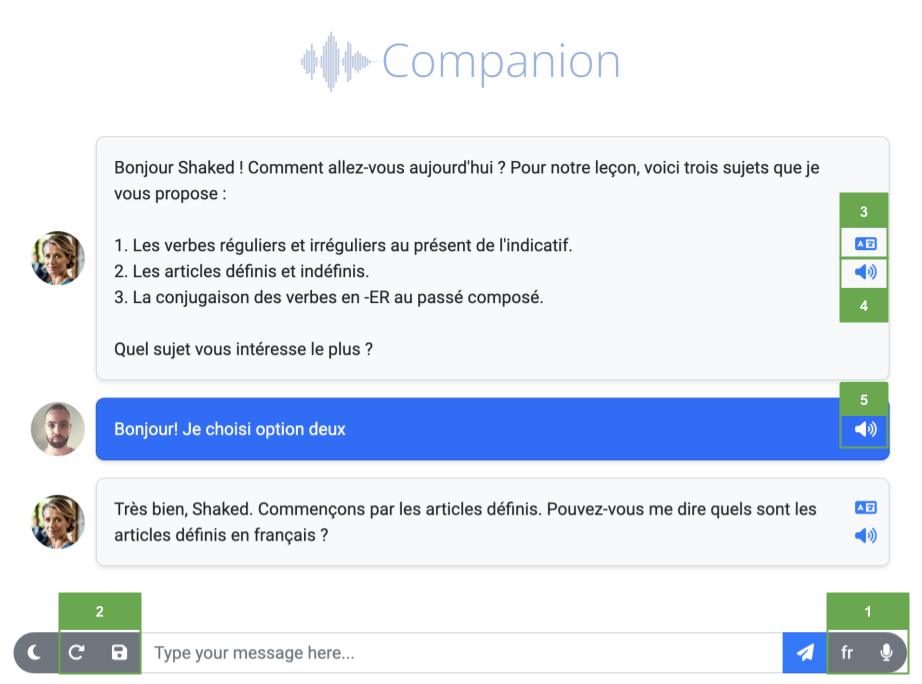 Companion
Bonjour Shaked ! Comment allez-vous aujourd'hui ? Pour notre leçon, voici trois sujets que je
vous propose :
3
1. Les verbes réguliers et irréguliers au présent de l'indicatif.
2. Les articles définis et indéfinis.
3. La conjugaison des verbes en -ER au passé composé.
4
Quel sujet vous intéresse le plus ?
5
Bonjour! Je choisi option deux
Très bien, Shaked. Commençons par les articles définis. Pouvez-vous me dire quels sont les
articles définis en français ?
2
1
Type your message here...
fr